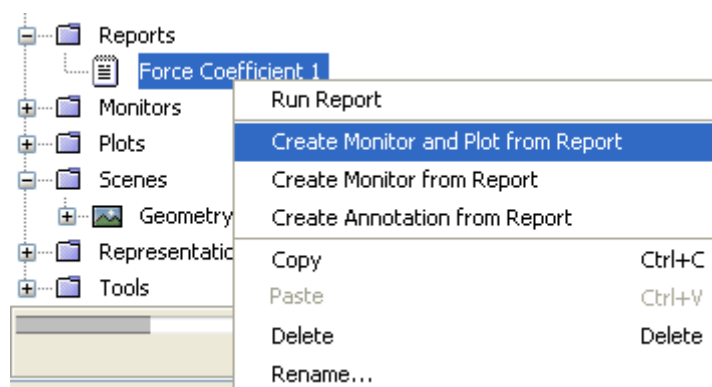 Reports
Force Coefficient 1
Monitors
Plots
Scenes
Geometry
Representatio
Tools
Run Report
Create Monitor and Plot from Report
Create Monitor from Report
Create Annotation from Report
Copy Ctrl+C
Paste Ctrl+V
Delete Delete
Rename...